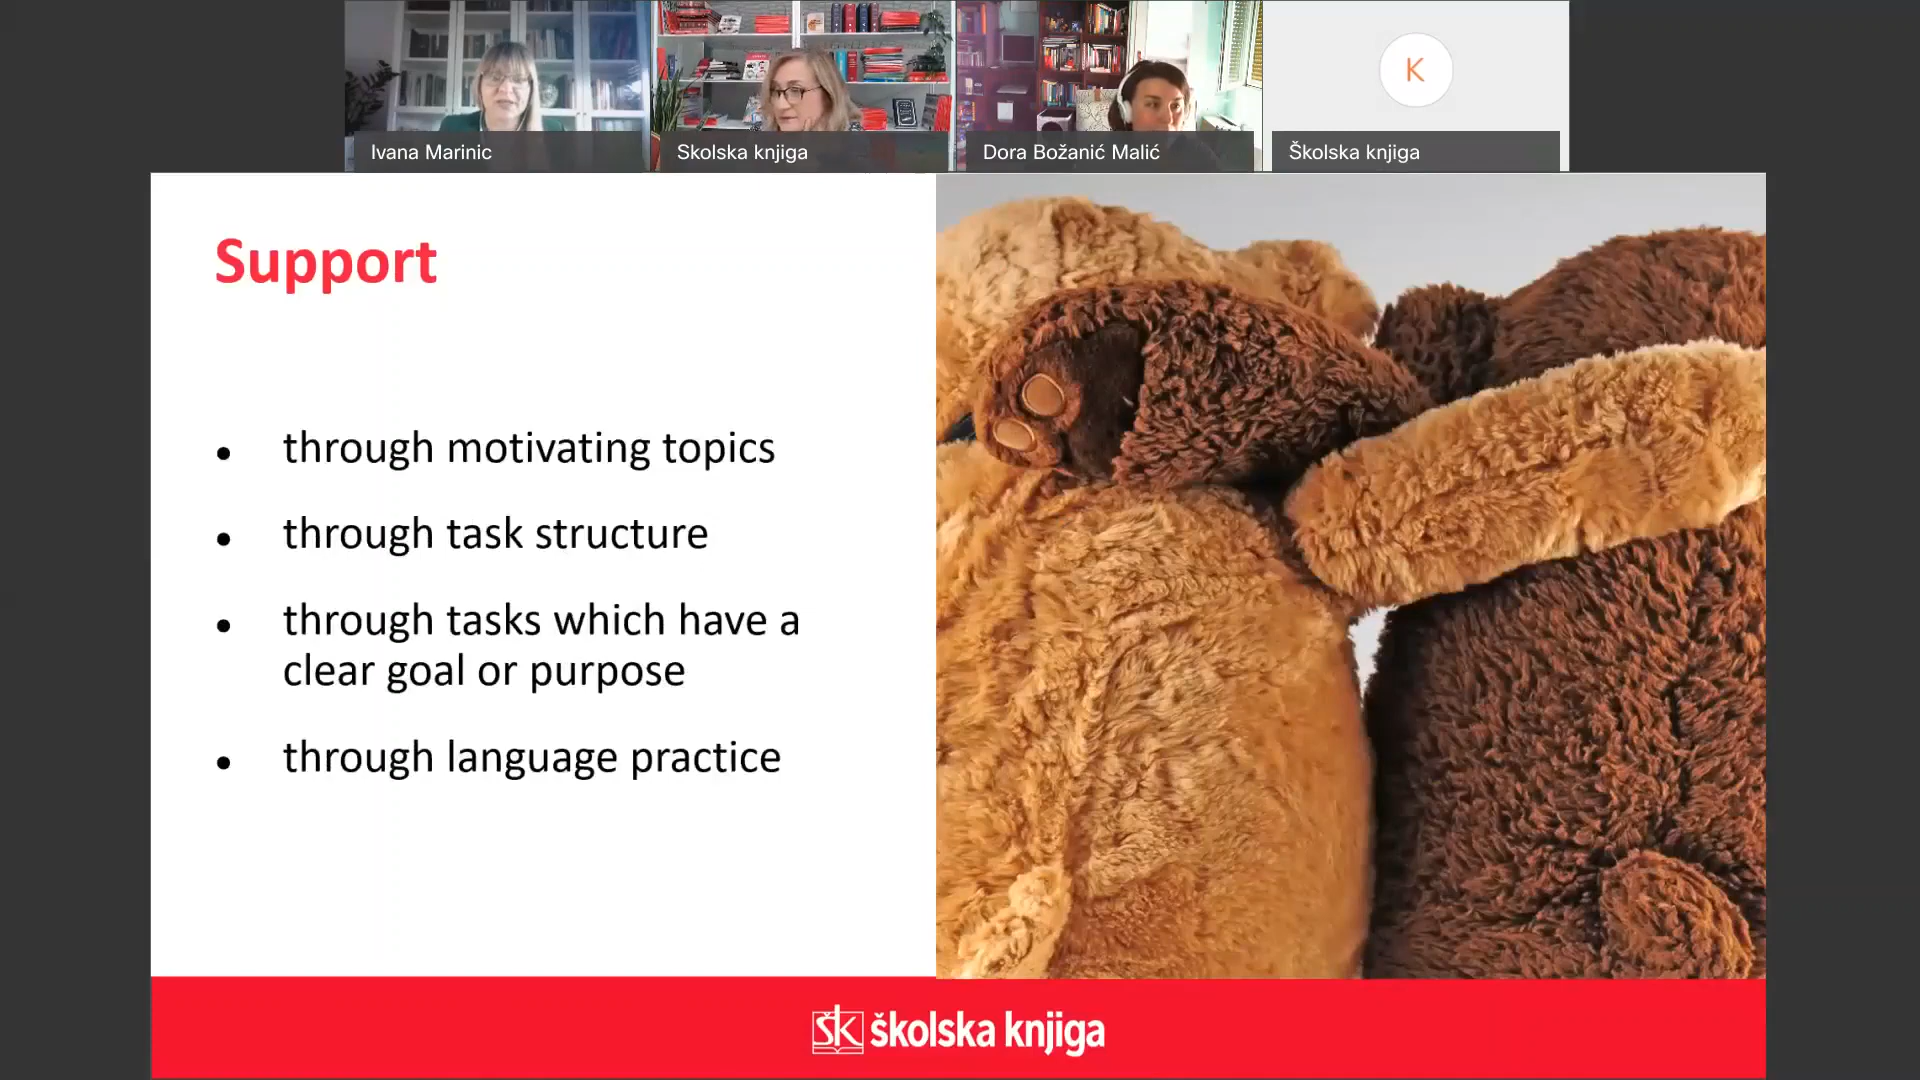 Ivana Marinic
Skolska knjiga
Dora Božanić Malić
K
Školska knjiga
Support
• through motivating topics
• through task structure
• through tasks which have a
clear goal or purpose
• through language practice
ŠK školska knjiga